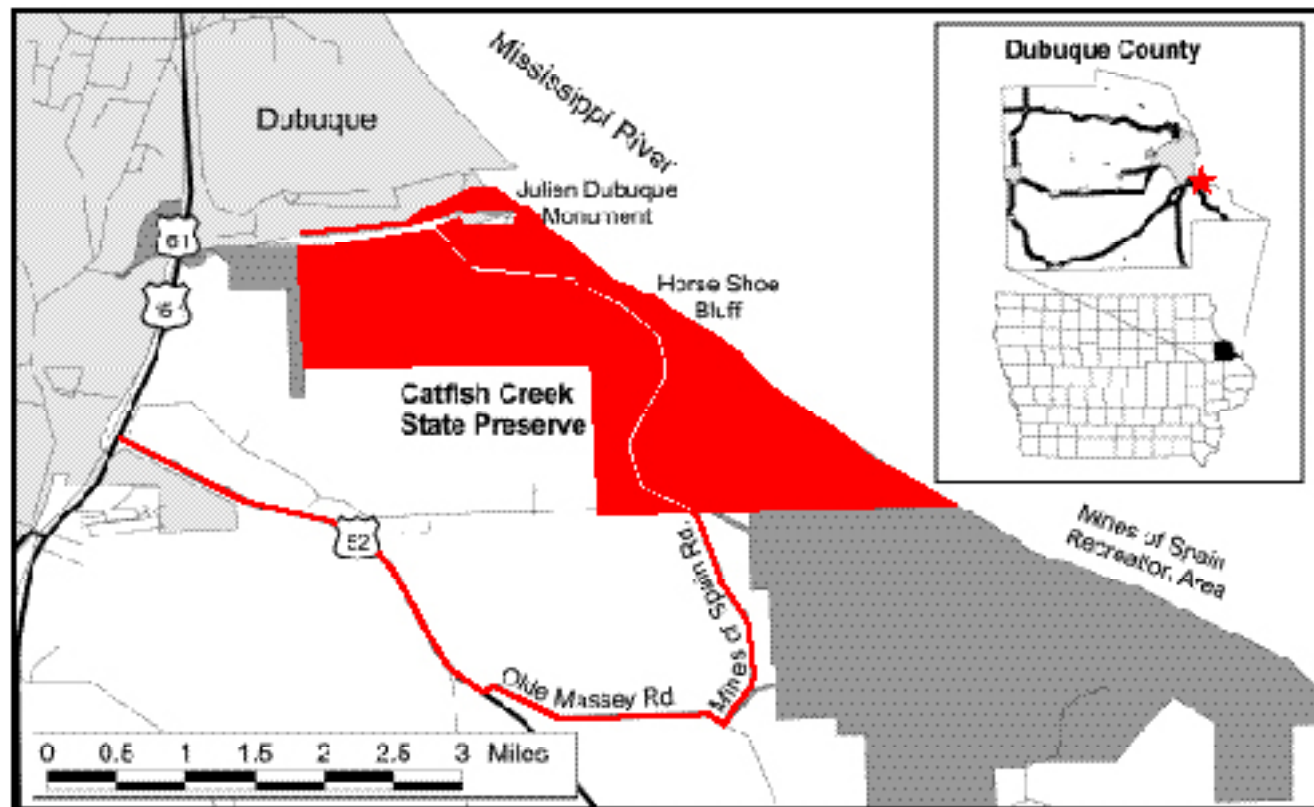 Dubuque County
Mississippi River
Dubuque
Julien Dubuque
Monument
61
Horse Shoe
Bluff
Catfish Creek
State Preserve
52
Mines of Spain
Recreation Area
Mines of Spain Rd.
Olde Massey Rd
0 0.5 1 1.5 2 2.5 3 Miles